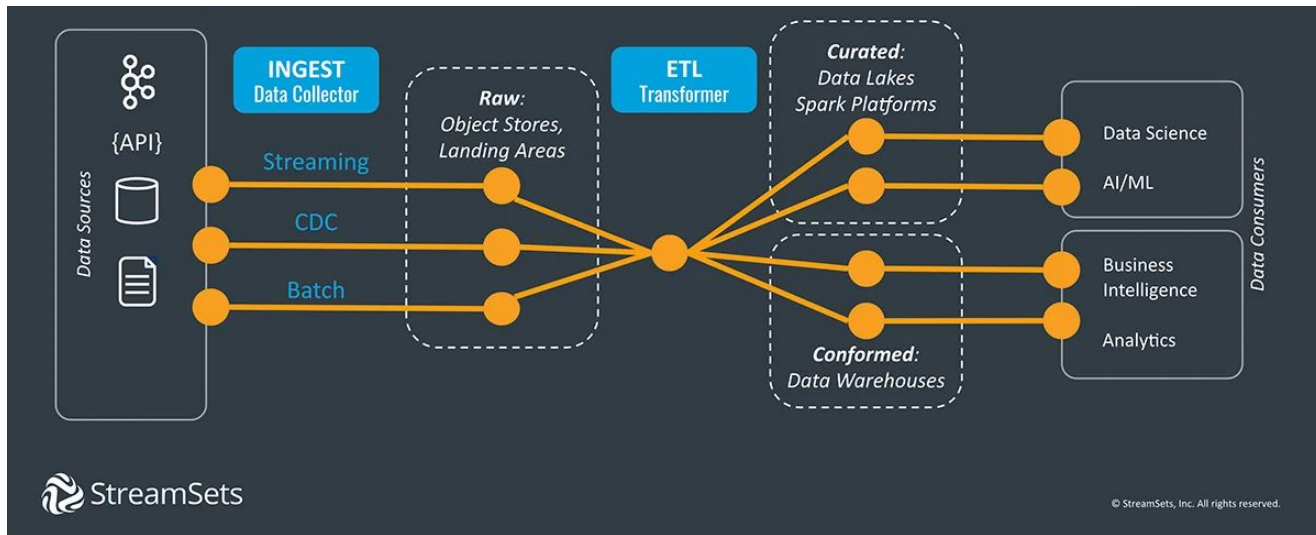 Data Sources
{API}
INGEST
Data Collector
Streaming
CDC
Batch
Raw:
Object Stores,
Landing Areas
ETL
Transformer
Curated:
Data Lakes
Spark Platforms
Conformed:
Data Warehouses
Data Science
AI/ML
Business
Intelligence
Analytics
Data Consumers
StreamSets
© StreamSets, Inc. All rights reserved.